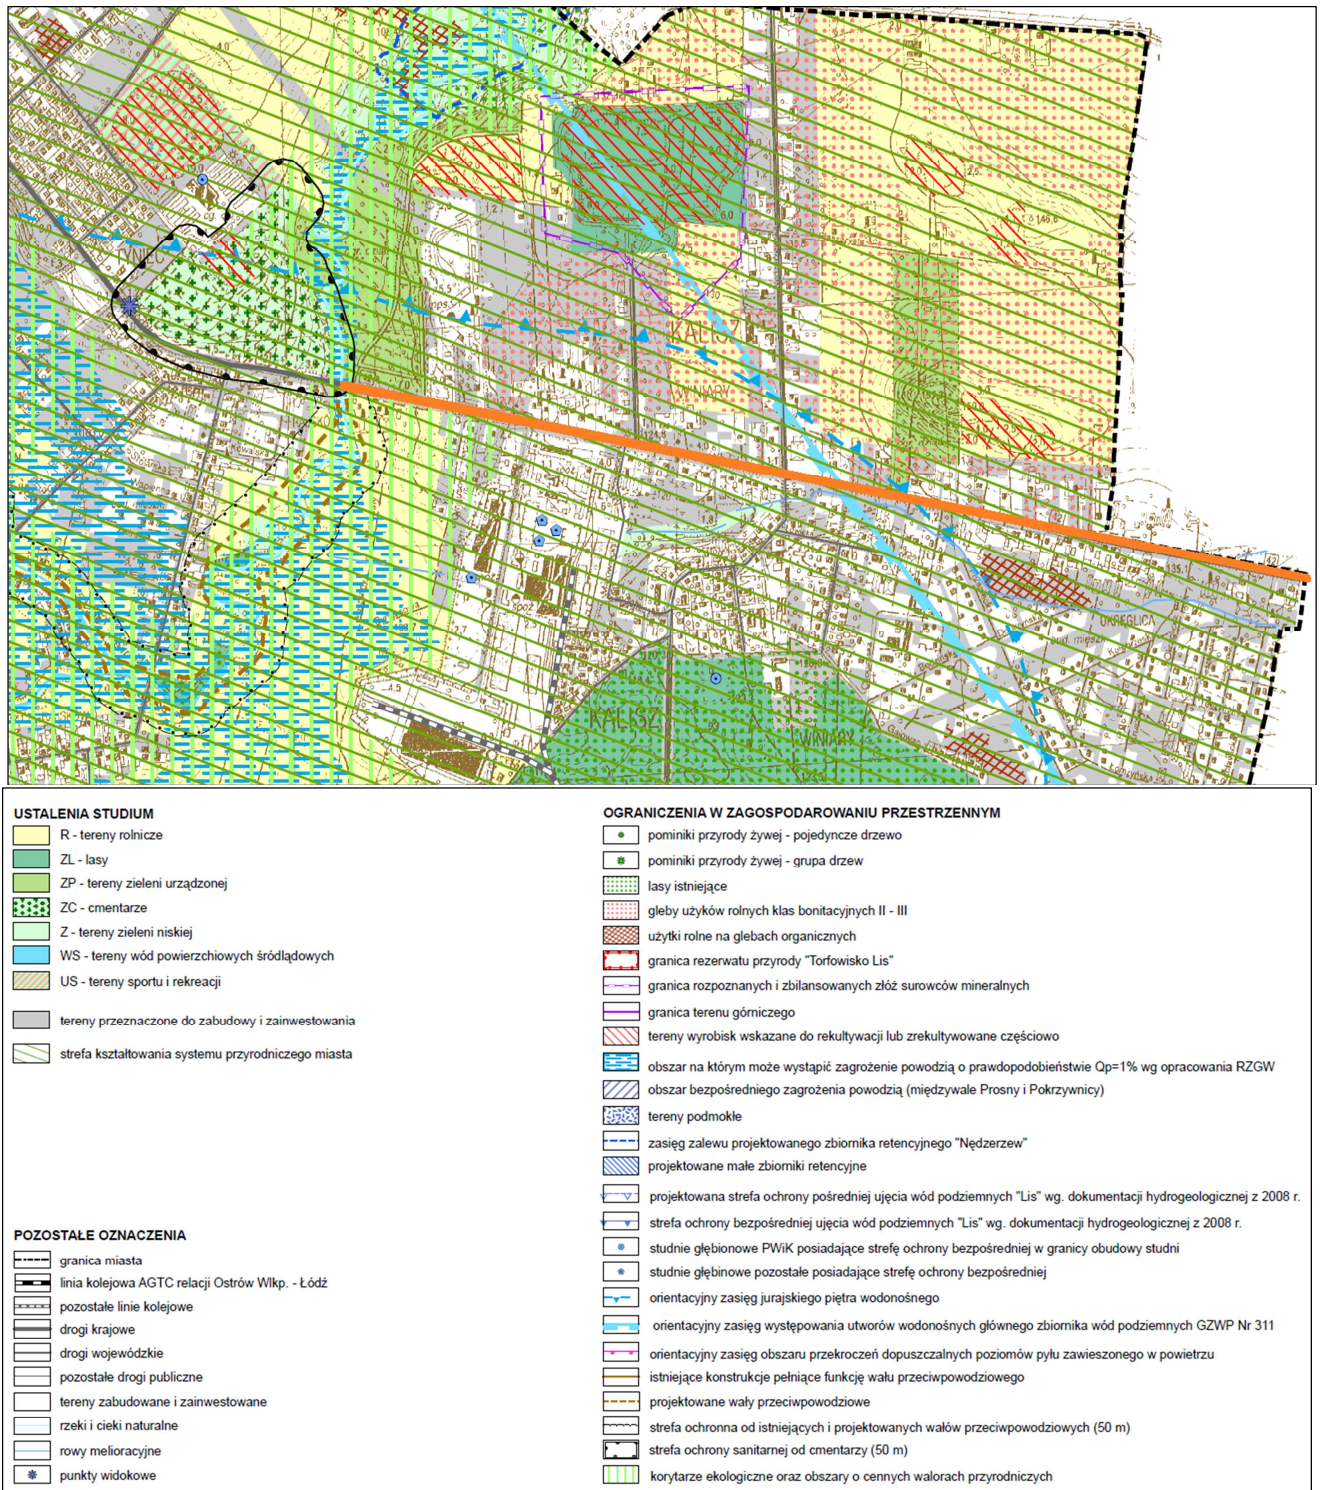 KALISZ
WINIARY
OKRĘGLICA
KALISZ
WINIARY
USTALENIA STUDIUM
R - tereny rolnicze
ZL - lasy
ZP - tereny zieleni urządzonej
ZC - cmentarze
Z - tereny zieleni niskiej
WS - tereny wód powierzchiowych śródlądowych
US - tereny sportu i rekreacji
tereny przeznaczone do zabudowy i zainwestowania
strefa kształtowania systemu przyrodniczego miasta
POZOSTAŁE OZNACZENIA
granica miasta
linia kolejowa AGTC relacji Ostrów Wlkp. - Łódź
pozostałe linie kolejowe
drogi krajowe
drogi wojewódzkie
pozostałe drogi publiczne
tereny zabudowane i zainwestowane
rzeki i cieki naturalne
rowy melioracyjne
punkty widokowe
OGRANICZENIA W ZAGOSPODAROWANIU PRZESTRZENNYM
pominiki przyrody żywej - pojedyncze drzewo
pominiki przyrody żywej - grupa drzew
lasy istniejące
gleby użyków rolnych klas bonitacyjnych II - III
użytki rolne na glebach organicznych
granica rezerwatu przyrody "Torfowisko Lis"
granica rozpoznanych i zbilansowanych złóż surowców mineralnych
granica terenu górniczego
tereny wyrobisk wskazane do rekultywacji lub zrekultywowane częściowo
obszar na którym może wystąpić zagrożenie powodzią o prawdopodobieństwie Qp=1% wg opracowania RZGW
obszar bezpośredniego zagrożenia powodzią (międzywale Prosny i Pokrzywnicy)
tereny podmokłe
zasięg zalewu projektowanego zbiornika retencyjnego "Nędzerzew"
projektowane małe zbiorniki retencyjne
projektowana strefa ochrony pośredniej ujęcia wód podziemnych "Lis" wg. dokumentacji hydrogeologicznej z 2008 r.
strefa ochrony bezpośredniej ujęcia wód podziemnych "Lis" wg. dokumentacji hydrogeologicznej z 2008 r.
studnie głębionowe PWiK posiadające strefę ochrony bezpośredniej w granicy obudowy studni
studnie głębinowe pozostałe posiadające strefę ochrony bezpośredniej
orientacyjny zasięg jurajskiego piętra wodonośnego
orientacyjny zasięg występowania utworów wodonośnych głównego zbiornika wód podziemnych GZWP Nr 311
orientacyjny zasięg obszaru przekroczeń dopuszczalnych poziomów pyłu zawieszonego w powietrzu
istniejące konstrukcje pełniące funkcję wału przeciwpowodziowego
projektowane wały przeciwpowodziowe
strefa ochronna od istniejących i projektowanych wałów przeciwpowodziowych (50 m)
strefa ochrony sanitarnej od cmentarzy (50 m)
korytarze ekologiczne oraz obszary o cennych walorach przyrodniczych